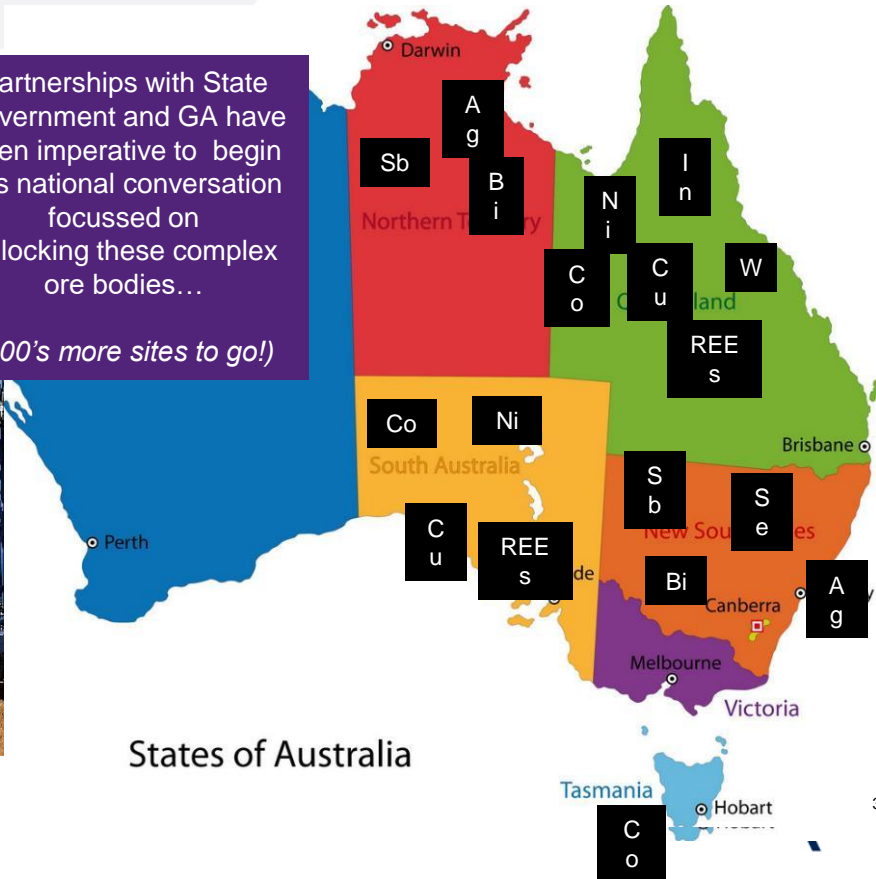 Darwin
artnerships with State
vernment and GA have
en imperative to begin
s national conversation
focussed on
locking these complex
ore bodies…
00's more sites to go!)
A
g
Sb
B
i
Northern T ry
I
n
N
i
C
o
C
u
W
land
REE
s
Brisbane
Co
Ni
South Australia
S
b
S
e
New Sou es
Perth
C
u
REE
s
de
Bi
A
g
y
Canberra
Melbourne
Victoria
States of Australia
Tasmania
Hobart
C
o